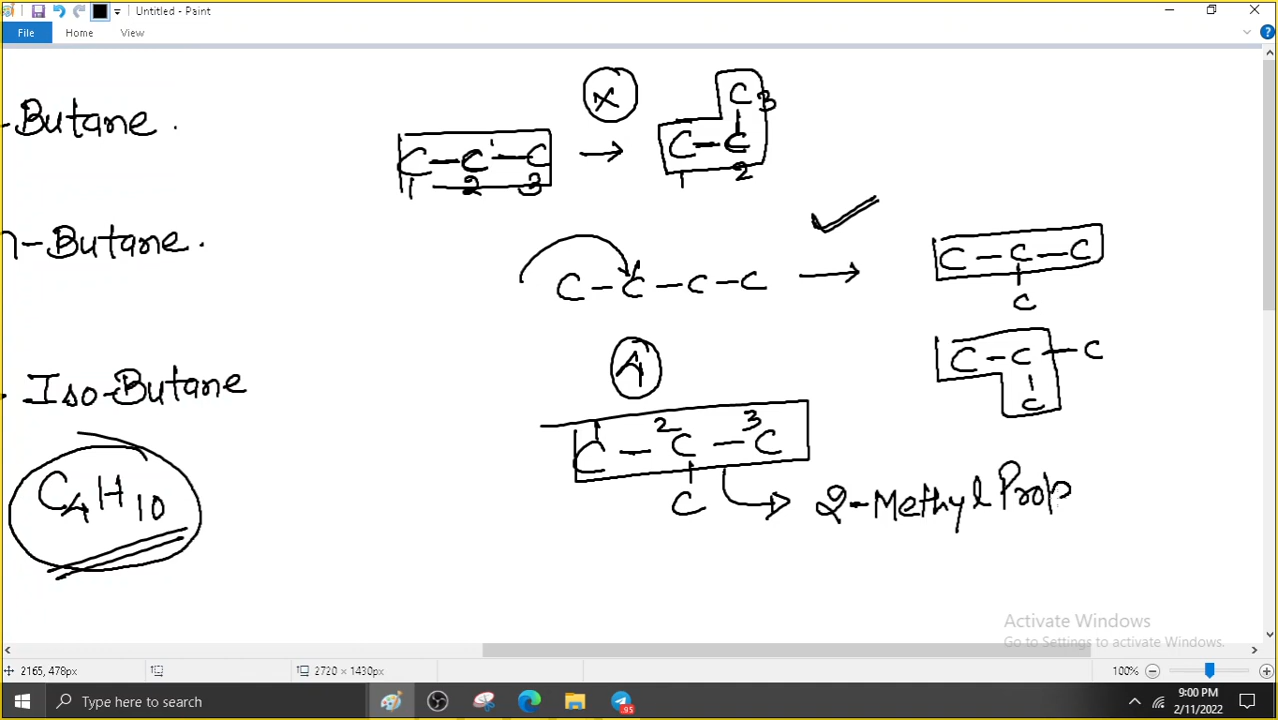 Untitled - Paint
File Home View
-Butane.
n-Butane.
Iso-Butane
C4H10
X
C-C-C → C-C
1 2 3
C 3
1 2
C-C-C-C → C-C-C
C
C-C-C
C
A
1 2 3
C-C-C
C
2-Methyl Prop
Activate Windows
Go to Settings to activate Windows.
2165, 478px
2720 × 1430px
100%
Type here to search
95
9:00 PM
2/11/2022